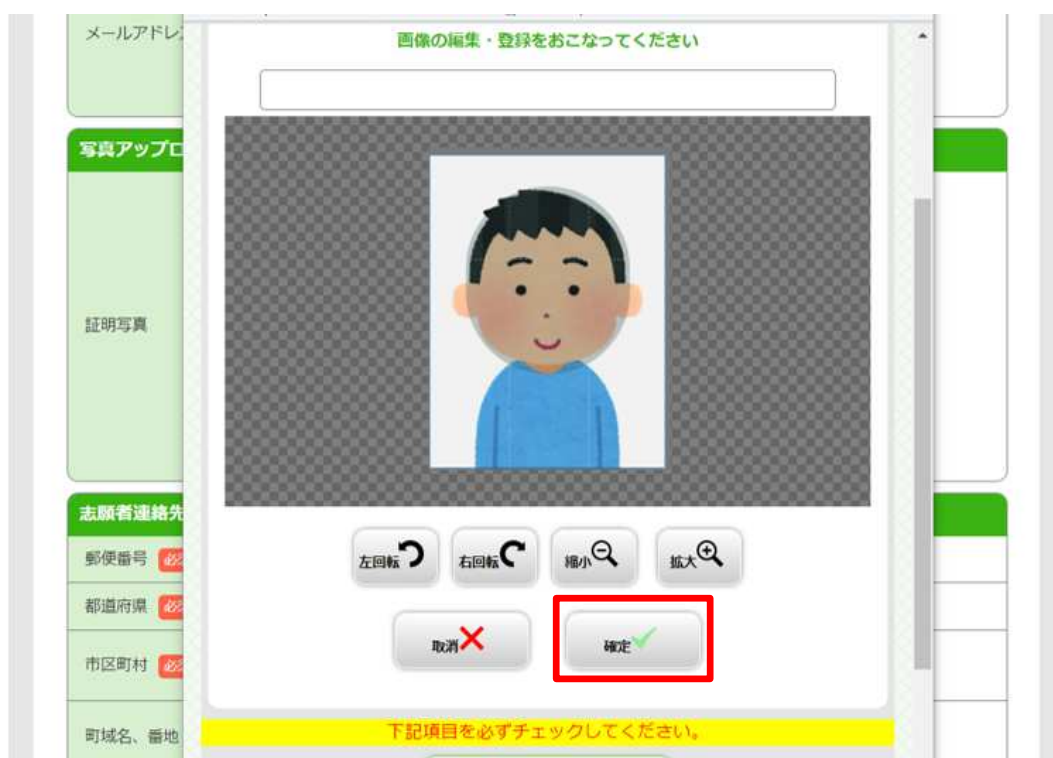 メールアドレ
画像の編集・登録をおこなってください
写真アップロ
証明写真
左回転
右回転
縮小
拡大
取消
確定
志願者連絡先
郵便番号 必
都道府県 必
市区町村 必
町域名、番地
下記項目を必ずチェックしてください。